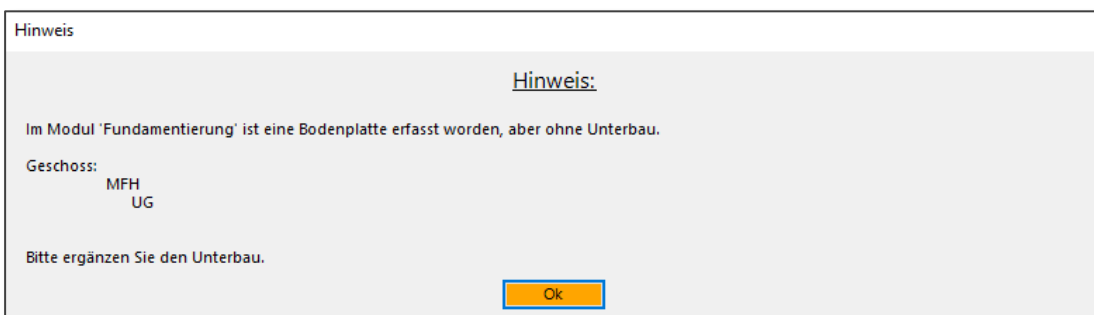 Hinweis
Hinweis:
Im Modul 'Fundamentierung' ist eine Bodenplatte erfasst worden, aber ohne Unterbau.
Geschoss:
MFH
UG
Bitte ergänzen Sie den Unterbau.
Ok